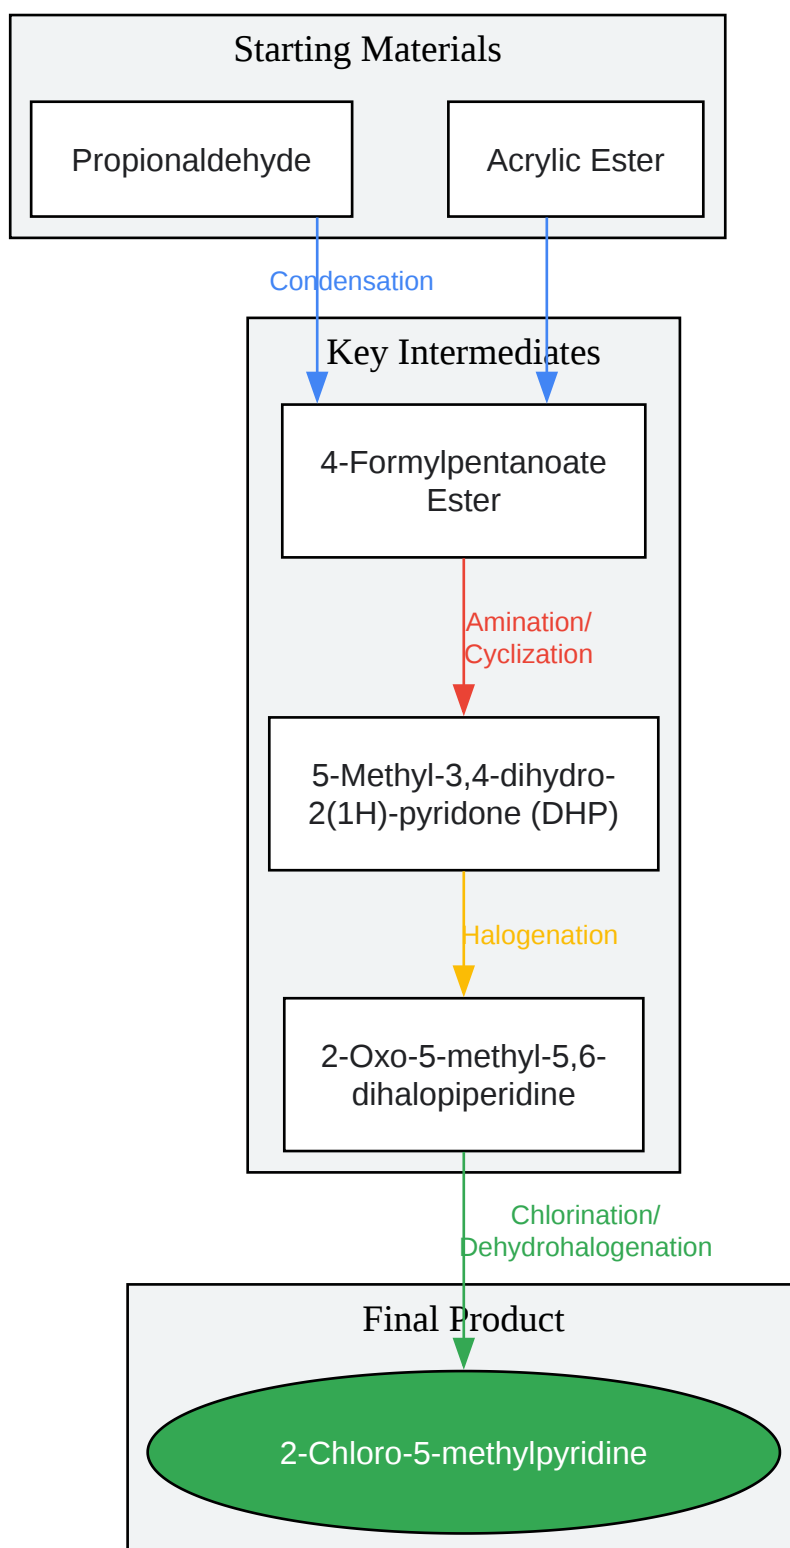 Starting Materials
Propionaldehyde
Acrylic Ester
Condensation
Key Intermediates
4-Formylpentanoate
Ester
Amination/
Cyclization
5-Methyl-3,4-dihydro-
2(1H)-pyridone (DHP)
Halogenation
2-Oxo-5-methyl-5,6-
dihalopiperidine
Chlorination/
Dehydrohalogenation
Final Product
2-Chloro-5-methylpyridine